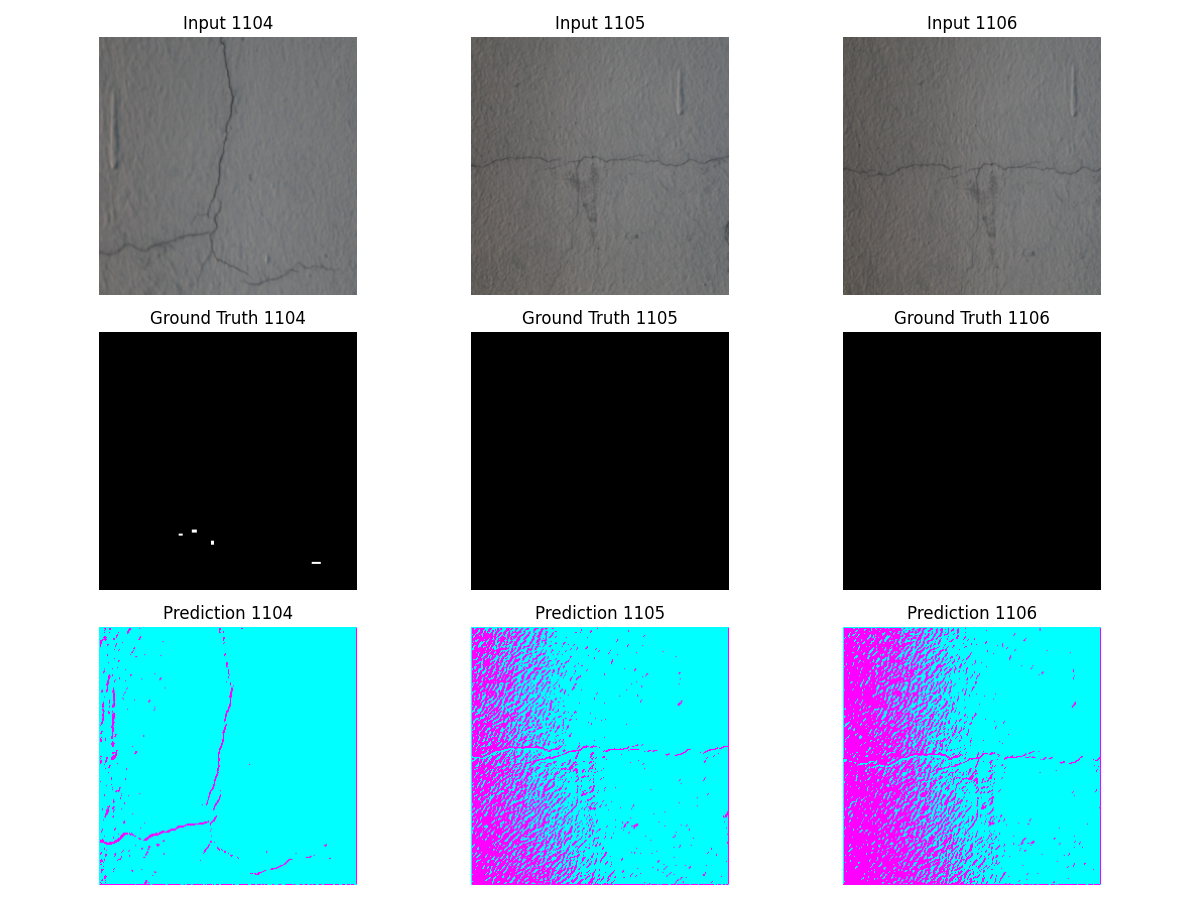 Input 1104
Input 1105
Input 1106
Ground Truth 1104
Ground Truth 1105
Ground Truth 1106
Prediction 1104
Prediction 1105
Prediction 1106